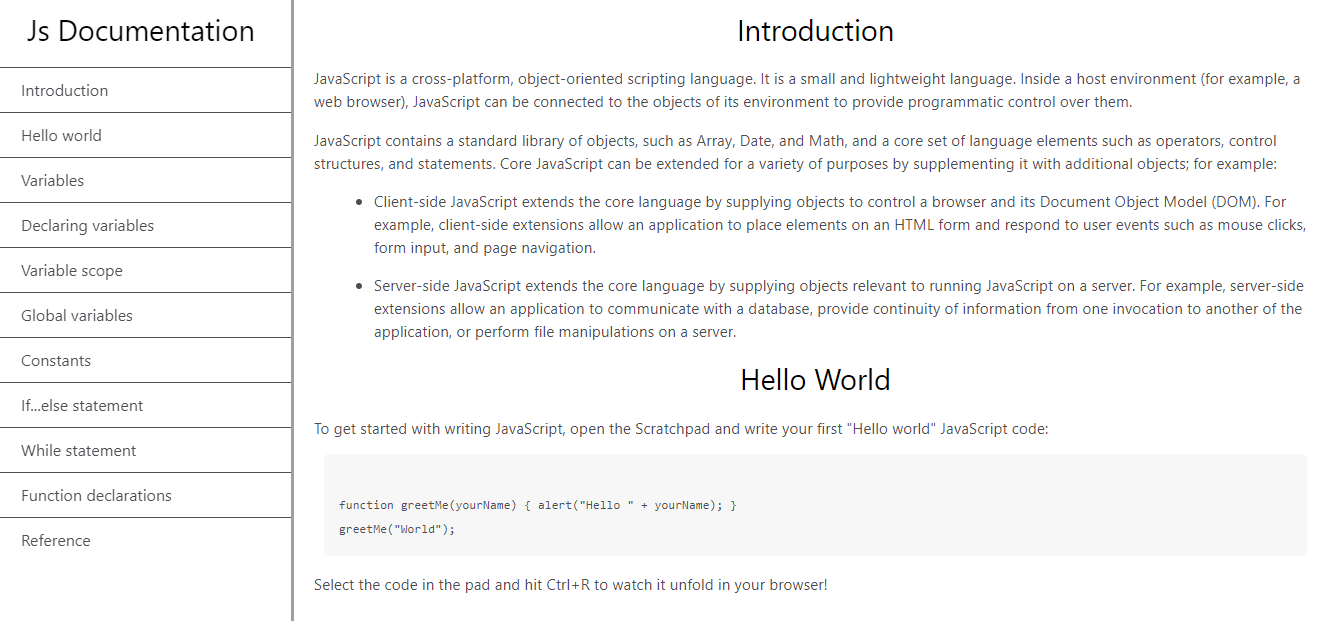 Js Documentation
Introduction
Hello world
Variables
Declaring variables
Variable scope
Global variables
Constants
If...else statement
While statement
Function declarations
Reference
Introduction
JavaScript is a cross-platform, object-oriented scripting language. It is a small and lightweight language. Inside a host environment (for example, a
web browser), JavaScript can be connected to the objects of its environment to provide programmatic control over them.
JavaScript contains a standard library of objects, such as Array, Date, and Math, and a core set of language elements such as operators, control
structures, and statements. Core JavaScript can be extended for a variety of purposes by supplementing it with additional objects; for example:
• Client-side JavaScript extends the core language by supplying objects to control a browser and its Document Object Model (DOM). For
example, client-side extensions allow an application to place elements on an HTML form and respond to user events such as mouse clicks,
form input, and page navigation.
• Server-side JavaScript extends the core language by supplying objects relevant to running JavaScript on a server. For example, server-side
extensions allow an application to communicate with a database, provide continuity of information from one invocation to another of the
application, or perform file manipulations on a server.
Hello World
To get started with writing JavaScript, open the Scratchpad and write your first "Hello world" JavaScript code:
function greetMe(yourName) { alert("Hello " + yourName); }
greetMe("World");
Select the code in the pad and hit Ctrl+R to watch it unfold in your browser!